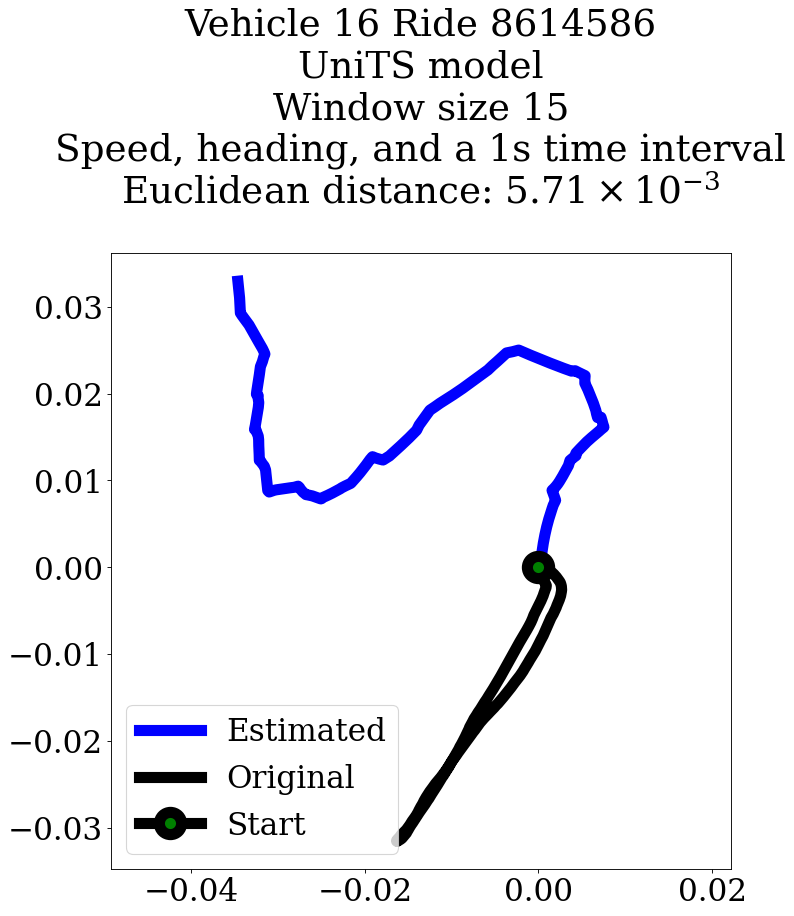 Vehicle 16 Ride 8614586
UniTS model
Window size 15
Speed, heading, and a 1s time interval
Euclidean distance: 5.71 × 10⁻³
0.03
0.02
0.01
0.00
−0.01
−0.02
−0.03
Estimated
Original
Start
−0.04
−0.02
0.00
0.02